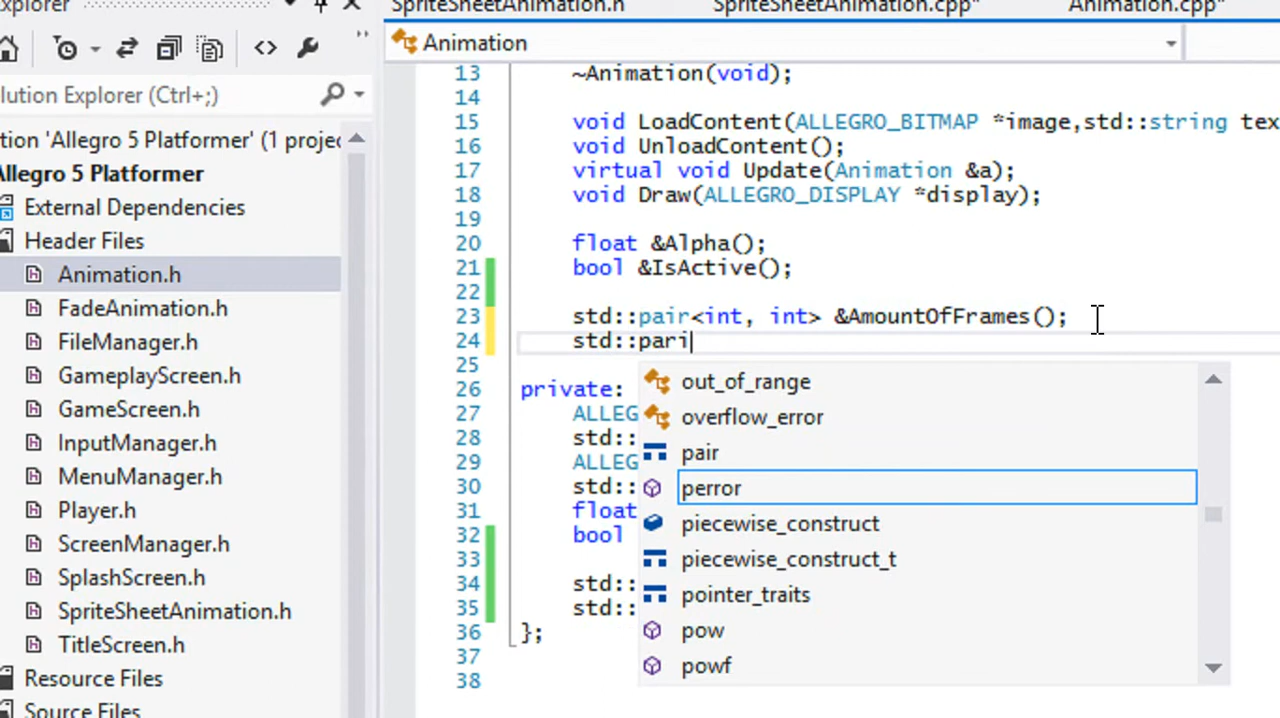 xplorer
SpriteSheetAnimation.h
SpriteSheetAnimation.cpp*
Animation.cpp*
Animation
lution Explorer (Ctrl+;)
tion 'Allegro 5 Platformer' (1 projec
Allegro 5 Platformer
External Dependencies
Header Files
Animation.h
FadeAnimation.h
FileManager.h
GameplayScreen.h
GameScreen.h
InputManager.h
MenuManager.h
Player.h
ScreenManager.h
SplashScreen.h
SpriteSheetAnimation.h
TitleScreen.h
Resource Files
Source Files
13 ~Animation(void);
14
15 void LoadContent(ALLEGRO_BITMAP *image,std::string tex
16 void UnloadContent();
17 virtual void Update(Animation &a);
18 void Draw(ALLEGRO_DISPLAY *display);
19
20 float &Alpha();
21 bool &IsActive();
22
23 std::pair<int, int> &AmountOfFrames();
24 std::pari
25
26 private:
27 ALLEG
28 std::
29 ALLEG
30 std::
31 float
32 bool
33
34 std::
35 std::
36 };
37
38
out_of_range
overflow_error
pair
perror
piecewise_construct
piecewise_construct_t
pointer_traits
pow
powf